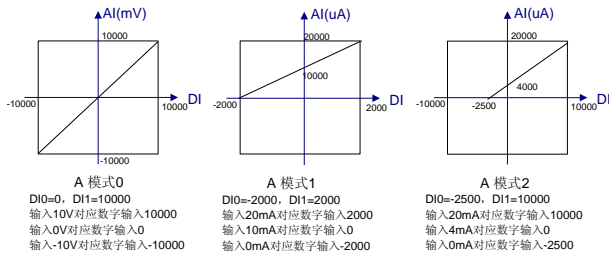 AI(mV)
10000
-10000
10000
DI
-10000
A 模式0
DI0=0，DI1=10000
输入10V对应数字输入10000
输入0V对应数字输入0
输入-10V对应数字输入-10000
AI(uA)
20000
10000
-2000
2000
DI
A 模式1
DI0=-2000，DI1=2000
输入20mA对应数字输入2000
输入10mA对应数字输入0
输入0mA对应数字输入-2000
AI(uA)
20000
4000
-10000
-2500
10000
DI
A 模式2
DI0=-2500，DI1=10000
输入20mA对应数字输入10000
输入4mA对应数字输入0
输入0mA对应数字输入-2500